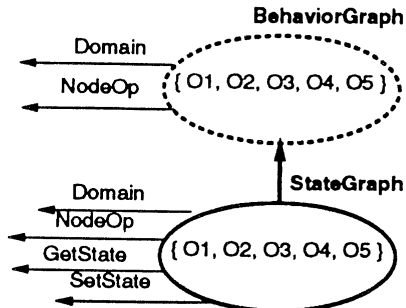 BehaviorGraph
Domain
{ O1, O2, O3, O4, O5 }
NodeOp
StateGraph
Domain
NodeOp
{ O1, O2, O3, O4, O5 }
GetState
SetState